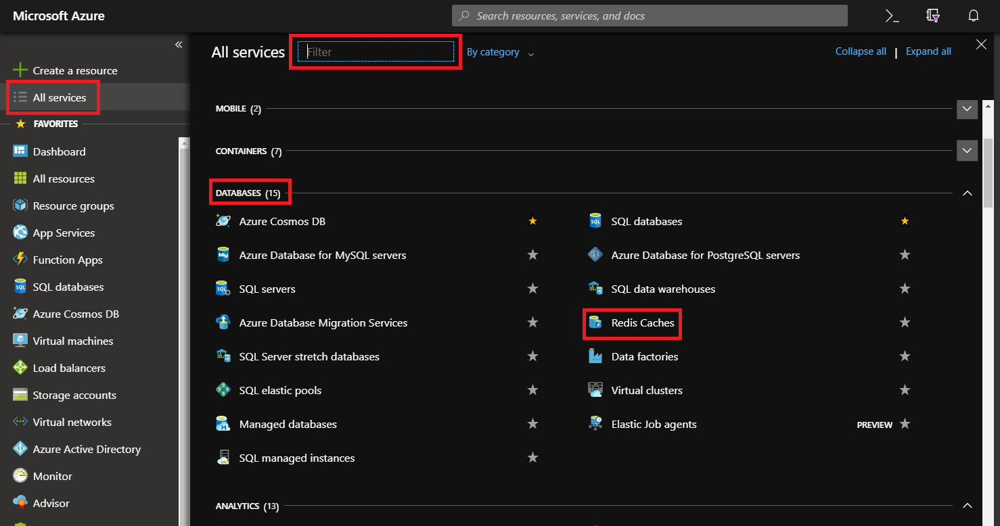 Microsoft Azure
Search resources, services, and docs
Create a resource
All services
FAVORITES
Dashboard
All resources
Resource groups
App Services
Function Apps
SQL databases
Azure Cosmos DB
Virtual machines
Load balancers
Storage accounts
Virtual networks
Azure Active Directory
Monitor
Advisor
All services
Filter
By category
Collapse all | Expand all
MOBILE (2)
CONTAINERS (7)
DATABASES (15)
Azure Cosmos DB
SQL databases
Azure Database for MySQL servers
Azure Database for PostgreSQL servers
SQL servers
SQL data warehouses
Azure Database Migration Services
Redis Caches
SQL Server stretch databases
Data factories
SQL elastic pools
Virtual clusters
Managed databases
Elastic Job agents PREVIEW
SQL managed instances
ANALYTICS (13)